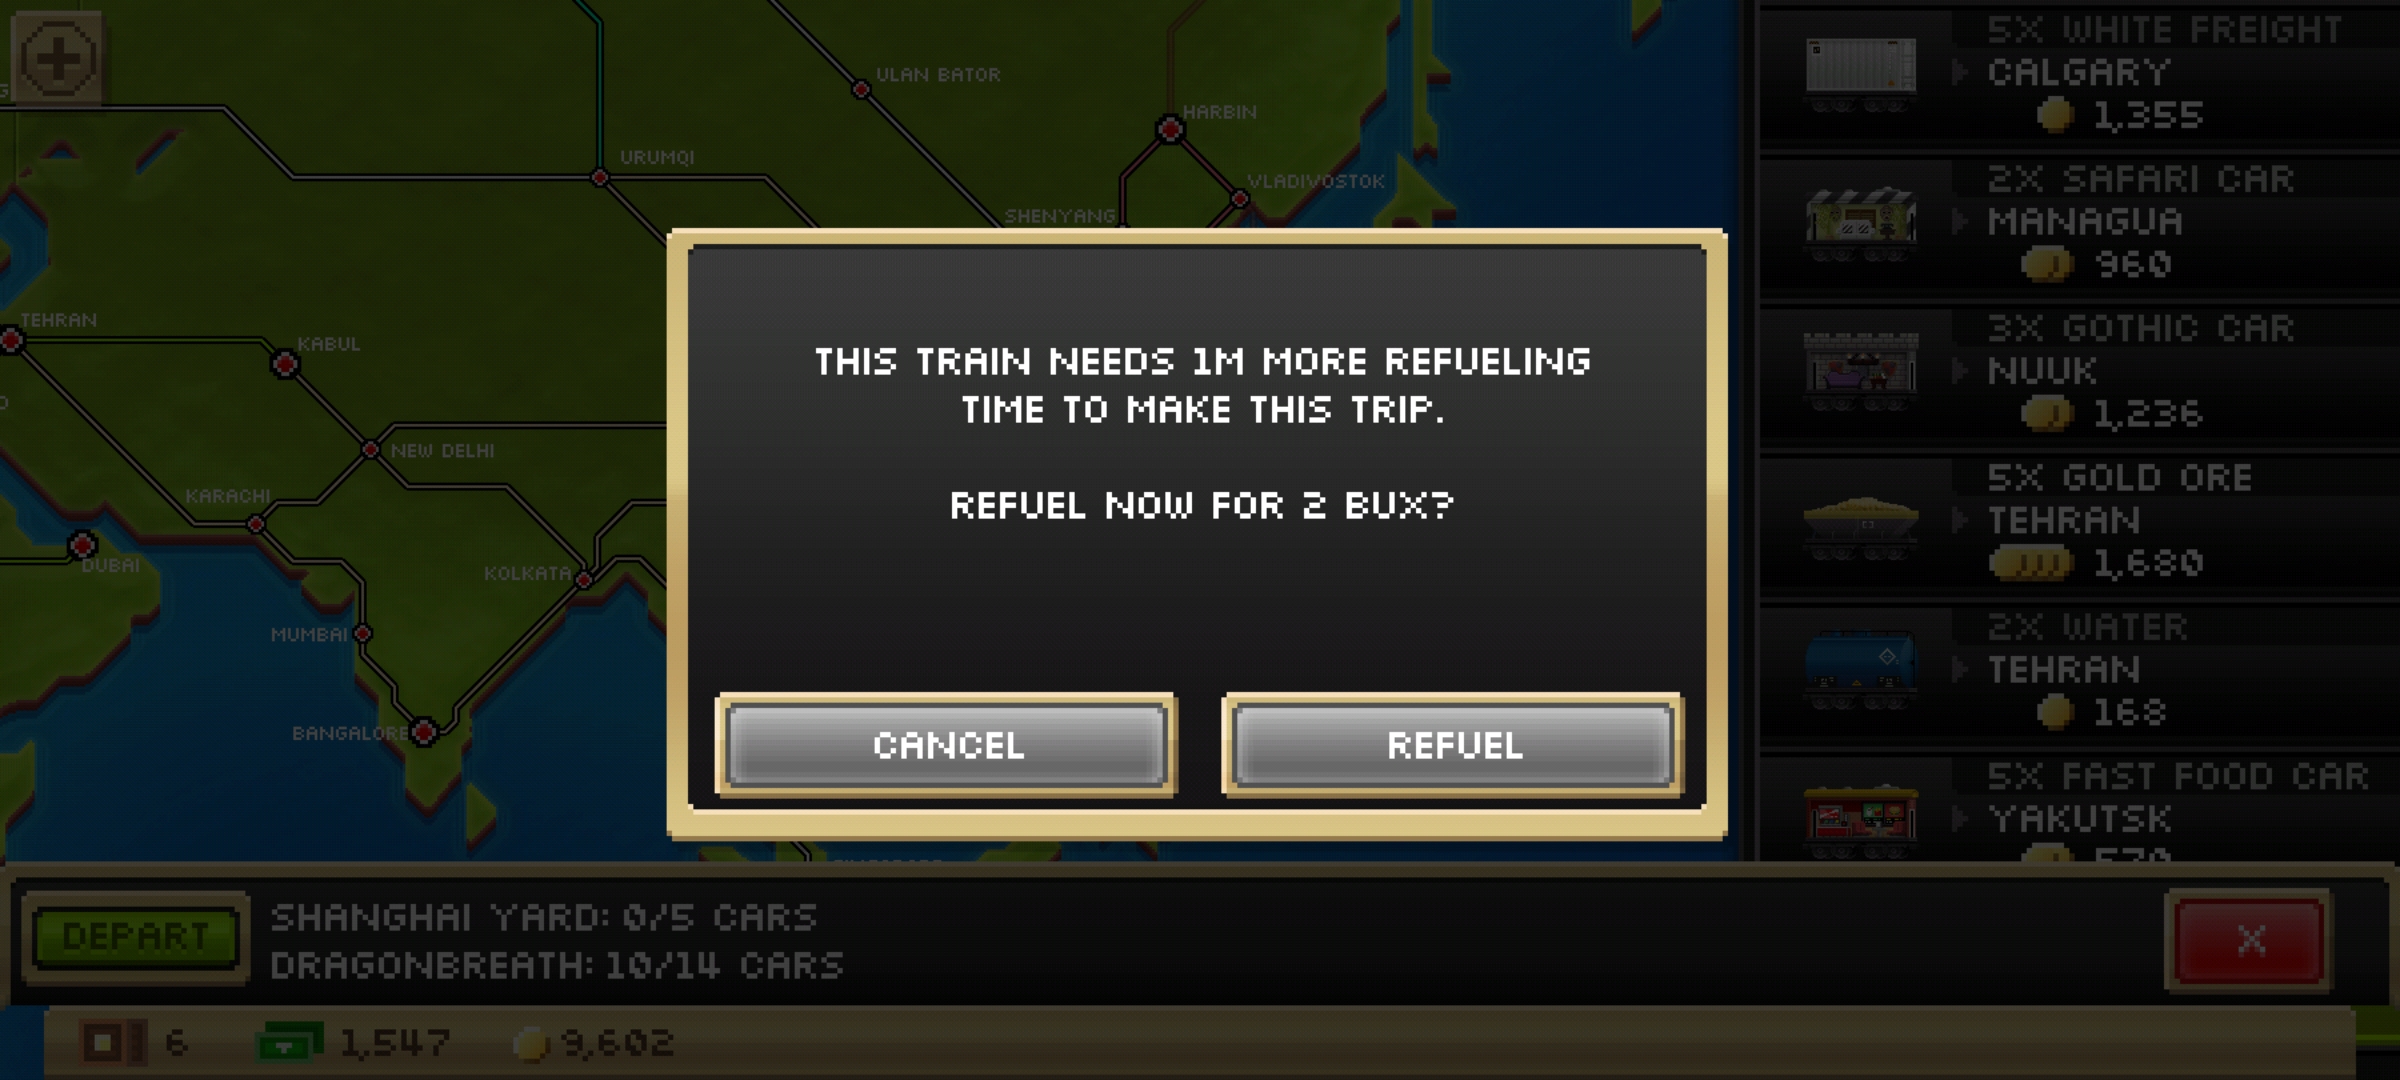 ULAN BATOR
HARBIN
URUMQI
VLADIVOSTOK
SHENYANG
TEHRAN
KABUL
NEW DELHI
KARACHI
DUBAI
KOLKATA
MUMBAI
BANGALORE
THIS TRAIN NEEDS 1M MORE REFUELING
TIME TO MAKE THIS TRIP.
REFUEL NOW FOR 2 BUX?
CANCEL
REFUEL
5X WHITE FREIGHT
CALGARY
1,355
2X SAFARI CAR
MANAGUA
960
3X GOTHIC CAR
NUUK
1,236
5X GOLD ORE
TEHRAN
1,680
2X WATER
TEHRAN
168
5X FAST FOOD CAR
YAKUTSK
DEPART
SHANGHAI YARD: 0/5 CARS
DRAGONBREATH: 10/14 CARS
X
6
1,547
9,602